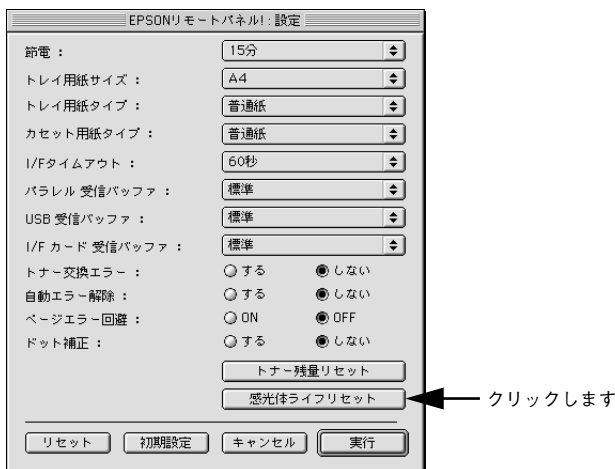 EPSONリモートパネル!:設定
節電: 15分
トレイ用紙サイズ: A4
トレイ用紙タイプ: 普通紙
カセット用紙タイプ: 普通紙
I/Fタイムアウト: 60秒
パラレル 受信バッファ: 標準
USB 受信バッファ: 標準
I/F カード 受信バッファ: 標準
トナー交換エラー: する しない
自動エラー解除: する しない
ページエラー回避: ON OFF
ドット補正: する しない
トナー残量リセット
感光体ライフリセット クリックします
リセット 初期設定 キャンセル 実行